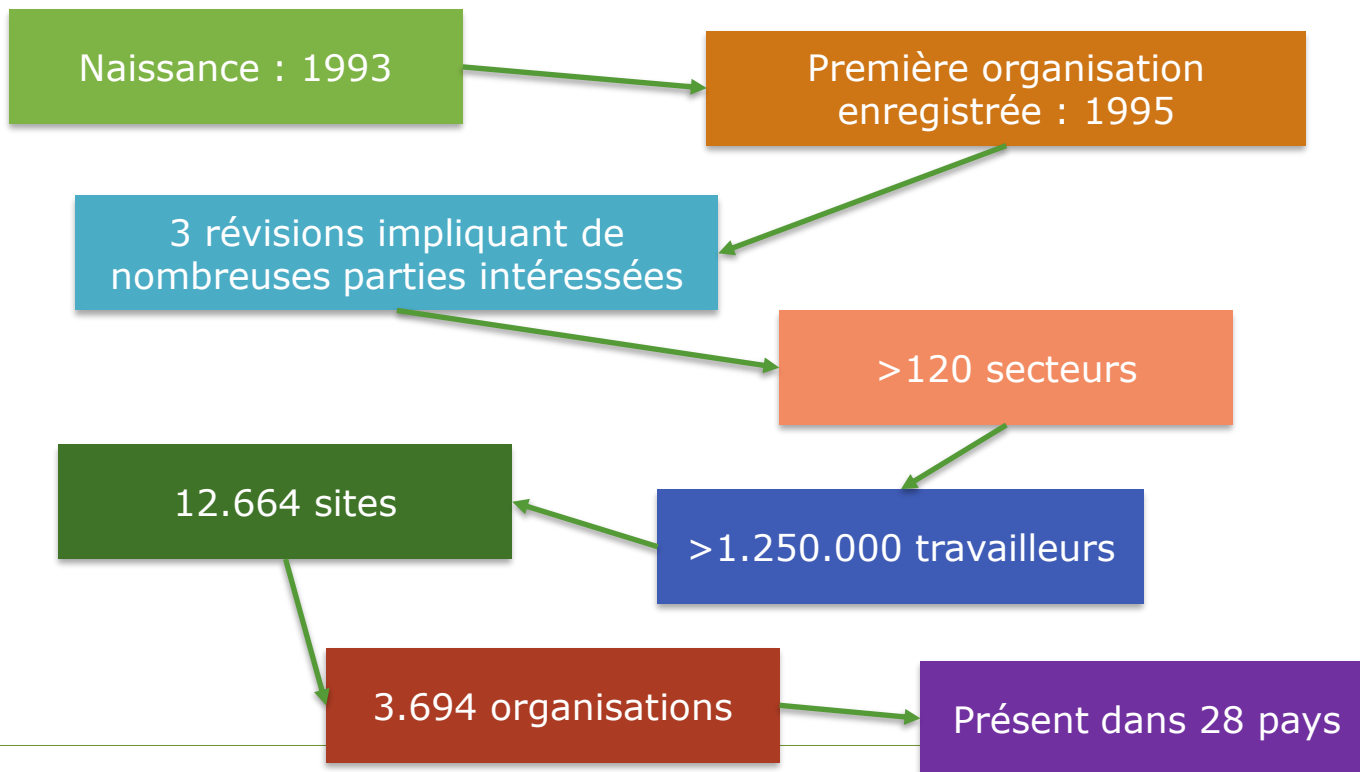 Naissance : 1993
Première organisation
enregistrée : 1995
3 révisions impliquant de
nombreuses parties intéressées
>120 secteurs
>1.250.000 travailleurs
12.664 sites
3.694 organisations
Présent dans 28 pays